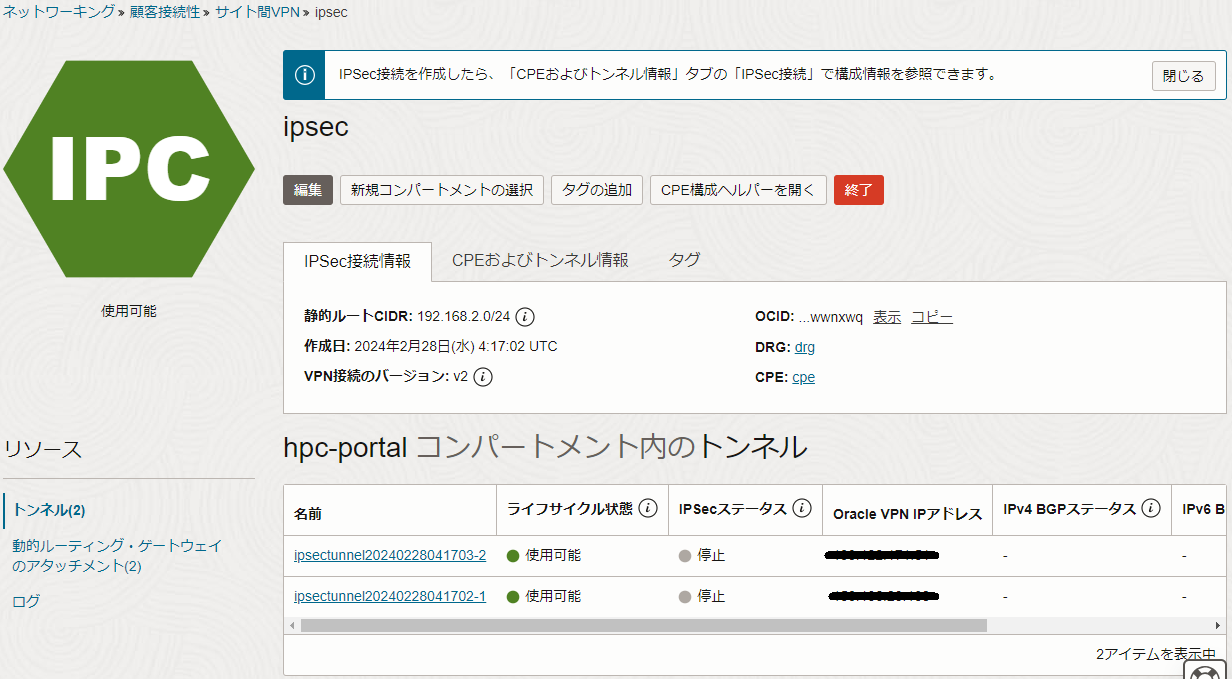 ネットワーキング » 顧客接続性 » サイト間VPN » ipsec
IPC
使用可能
IPSec接続を作成したら、「CPEおよびトンネル情報」タブの「IPSec接続」で構成情報を参照できます。
閉じる
ipsec
編集 新規コンパートメントの選択 タグの追加 CPE構成ヘルパーを開く 終了
IPSec接続情報 CPEおよびトンネル情報 タグ
静的ルートCIDR: 192.168.2.0/24
作成日: 2024年2月28日(水) 4:17:02 UTC
VPN接続のバージョン: v2
OCID: ...wwnxwq 表示 コピー
DRG: drg
CPE: cpe
リソース
トンネル(2)
動的ルーティング・ゲートウェイ
のアタッチメント(2)
ログ
hpc-portal コンパートメント内のトンネル
名前 ライフサイクル状態 IPSecステータス Oracle VPN IPアドレス IPv4 BGPステータス IPv6 B
ipsectunnel20240228041703-2 使用可能 停止 - -
ipsectunnel20240228041702-1 使用可能 停止 - -
2アイテムを表示中